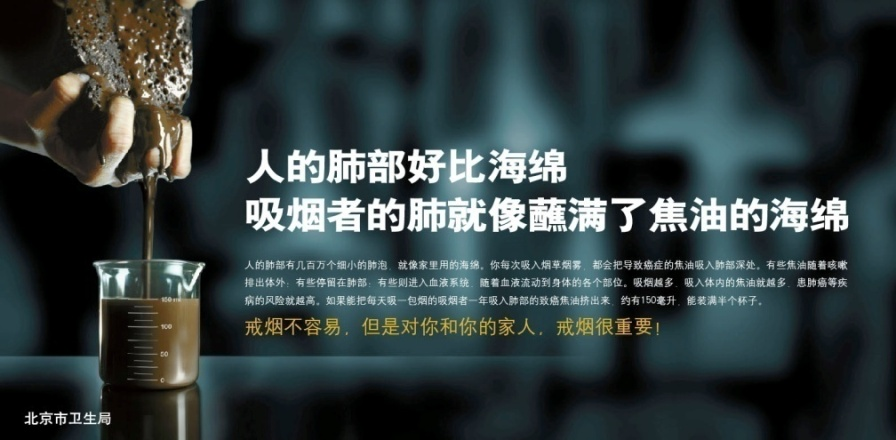 人的肺部好比海绵
吸烟者的肺就像蘸满了焦油的海绵
人的肺部有几百万个细小的肺泡，就像家里用的海绵。你每次吸入烟草烟雾，都会把导致癌症的焦油吸入肺部深处。有些焦油随着咳嗽
排出体外；有些停留在肺部；有些则进入血液系统，随着血液流动到身体的各个部位。吸烟越多，吸入体内的焦油就越多，患肺癌等疾
病的风险就越高。如果能把每天吸一包烟的吸烟者一年吸入肺部的致癌焦油挤出来，约有150毫升，能装满半个杯子。
戒烟不容易，但是对你和你的家人，戒烟很重要！
150
100
50
0
北京市卫生局